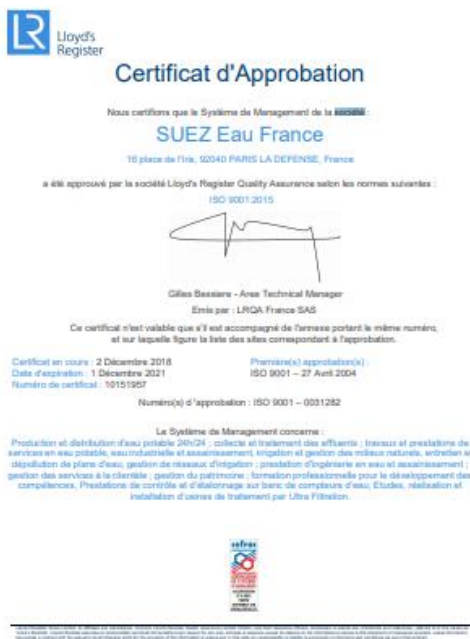 LR
Lloyd's
Register
Certificat d'Approbation
Nous certifions que le Système de Management de la société :
SUEZ Eau France
16 place de l'Iris, 92040 PARIS LA DEFENSE, France
a été approuvé par la société Lloyd's Register Quality Assurance selon les normes suivantes :
ISO 9001:2015
Gilles Bessiere - Area Technical Manager
Emis par : LRQA France SAS
Ce certificat n'est valable que s'il est accompagné de l'annexe portant le même numéro,
et sur laquelle figure la liste des sites correspondant à l'approbation.
Certificat en cours : 2 Décembre 2018
Première(s) approbation(s) :
Date d'expiration : 1 Décembre 2021
ISO 9001 – 27 Avril 2004
Numéro de certificat : 10151957
Numéro(s) d'approbation : ISO 9001 – 0031282
Le Système de Management concerne :
Production et distribution d'eau potable 24h/24 ; collecte et traitement des effluents ; travaux et prestations de
services en eau potable, eau industrielle et assainissement, irrigation et gestion des milieux naturels, entretien et
dépollution de plans d'eau, gestion de réseaux d'irrigation ; prestation d'ingénierie en eau et assainissement ;
gestion des services à la clientèle ; gestion du patrimoine ; formation professionnelle pour le développement des
compétences, Prestations de contrôle et d'étalonnage sur banc de compteurs d'eau, Etudes, réalisation et
installation d'usines de traitement par Ultra Filtration.
cofrac